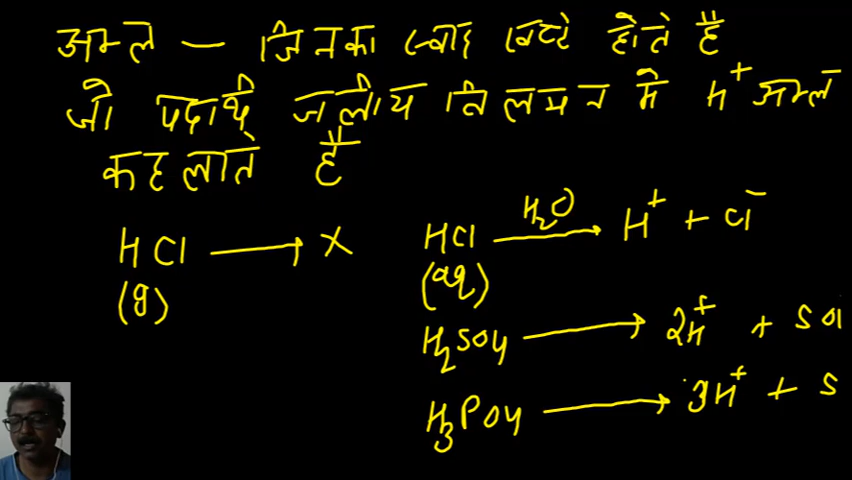 अम्ल — जिनका स्वाद खट्टे होते है
जो पदार्थ जलीय विलयन मे H⁺ अम्ल
कहलाते है
HCl ⟶ X
(g)
HCl —H₂O→ H⁺ + Cl⁻
(aq)
H₂SO₄ ⟶ 2H⁺ + SO
H₃PO₄ ⟶ 3H⁺ + S